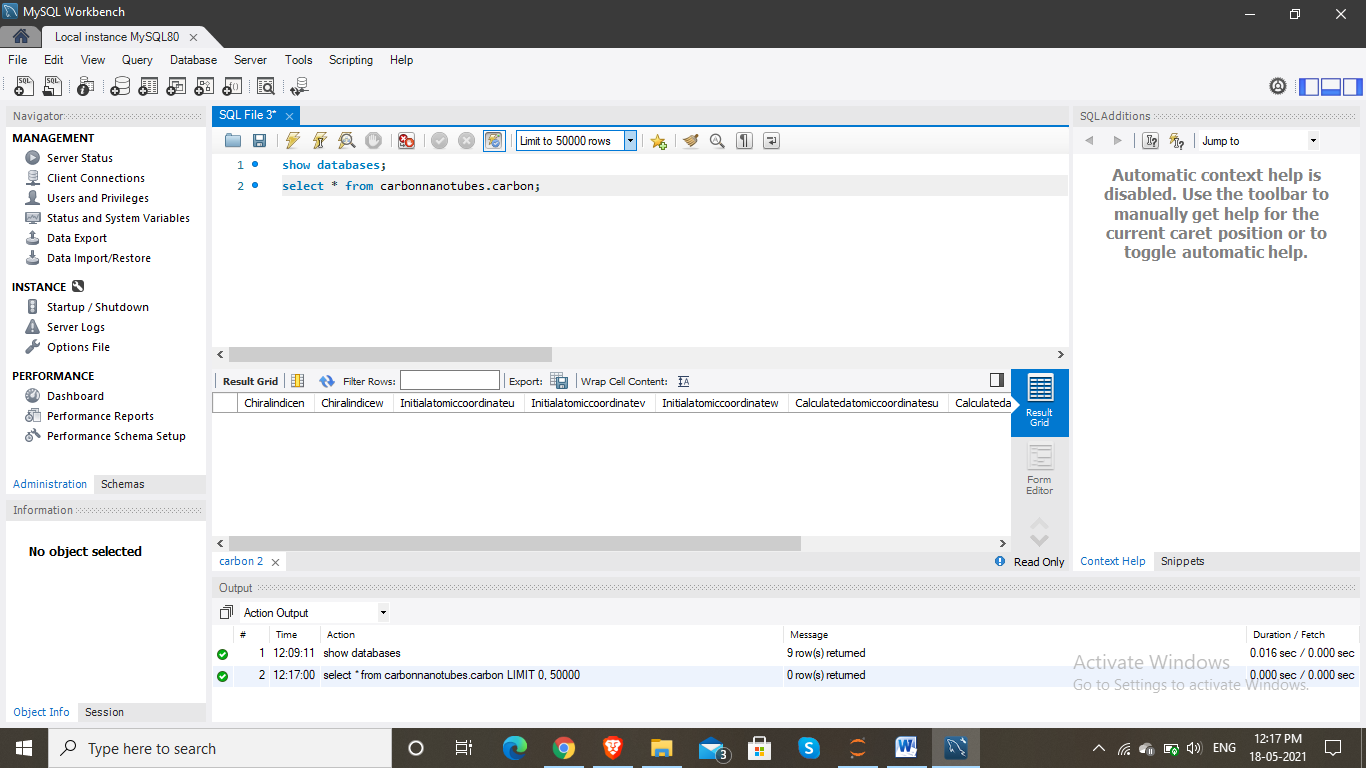 MySQL Workbench
Local instance MySQL80
File Edit View Query Database Server Tools Scripting Help
Navigator
MANAGEMENT
Server Status
Client Connections
Users and Privileges
Status and System Variables
Data Export
Data Import/Restore
INSTANCE
Startup / Shutdown
Server Logs
Options File
PERFORMANCE
Dashboard
Performance Reports
Performance Schema Setup
Administration Schemas
Information
No object selected
Object Info Session
SQL File 3*
Limit to 50000 rows
1 show databases;
2 select * from carbonnanotubes.carbon;
Result Grid Filter Rows: Export: Wrap Cell Content:
Chiralindicen Chiralindicew Initialatomiccoordinateu Initialatomiccoordinatev Initialatomiccoordinatew Calculatedatomiccoordinatesu Calculateda
Result
Grid
Form
Editor
carbon 2
Read Only
SQLAdditions
Jump to
Automatic context help is
disabled. Use the toolbar to
manually get help for the
current caret position or to
toggle automatic help.
Context Help Snippets
Output
Action Output
# Time Action Message Duration / Fetch
1 12:09:11 show databases 9 row(s) returned 0.016 sec / 0.000 sec
2 12:17:00 select * from carbonnanotubes.carbon LIMIT 0, 50000 0 row(s) returned 0.000 sec / 0.000 sec
Activate Windows
Go to Settings to activate Windows.
Type here to search
3
ENG
12:17 PM
18-05-2021